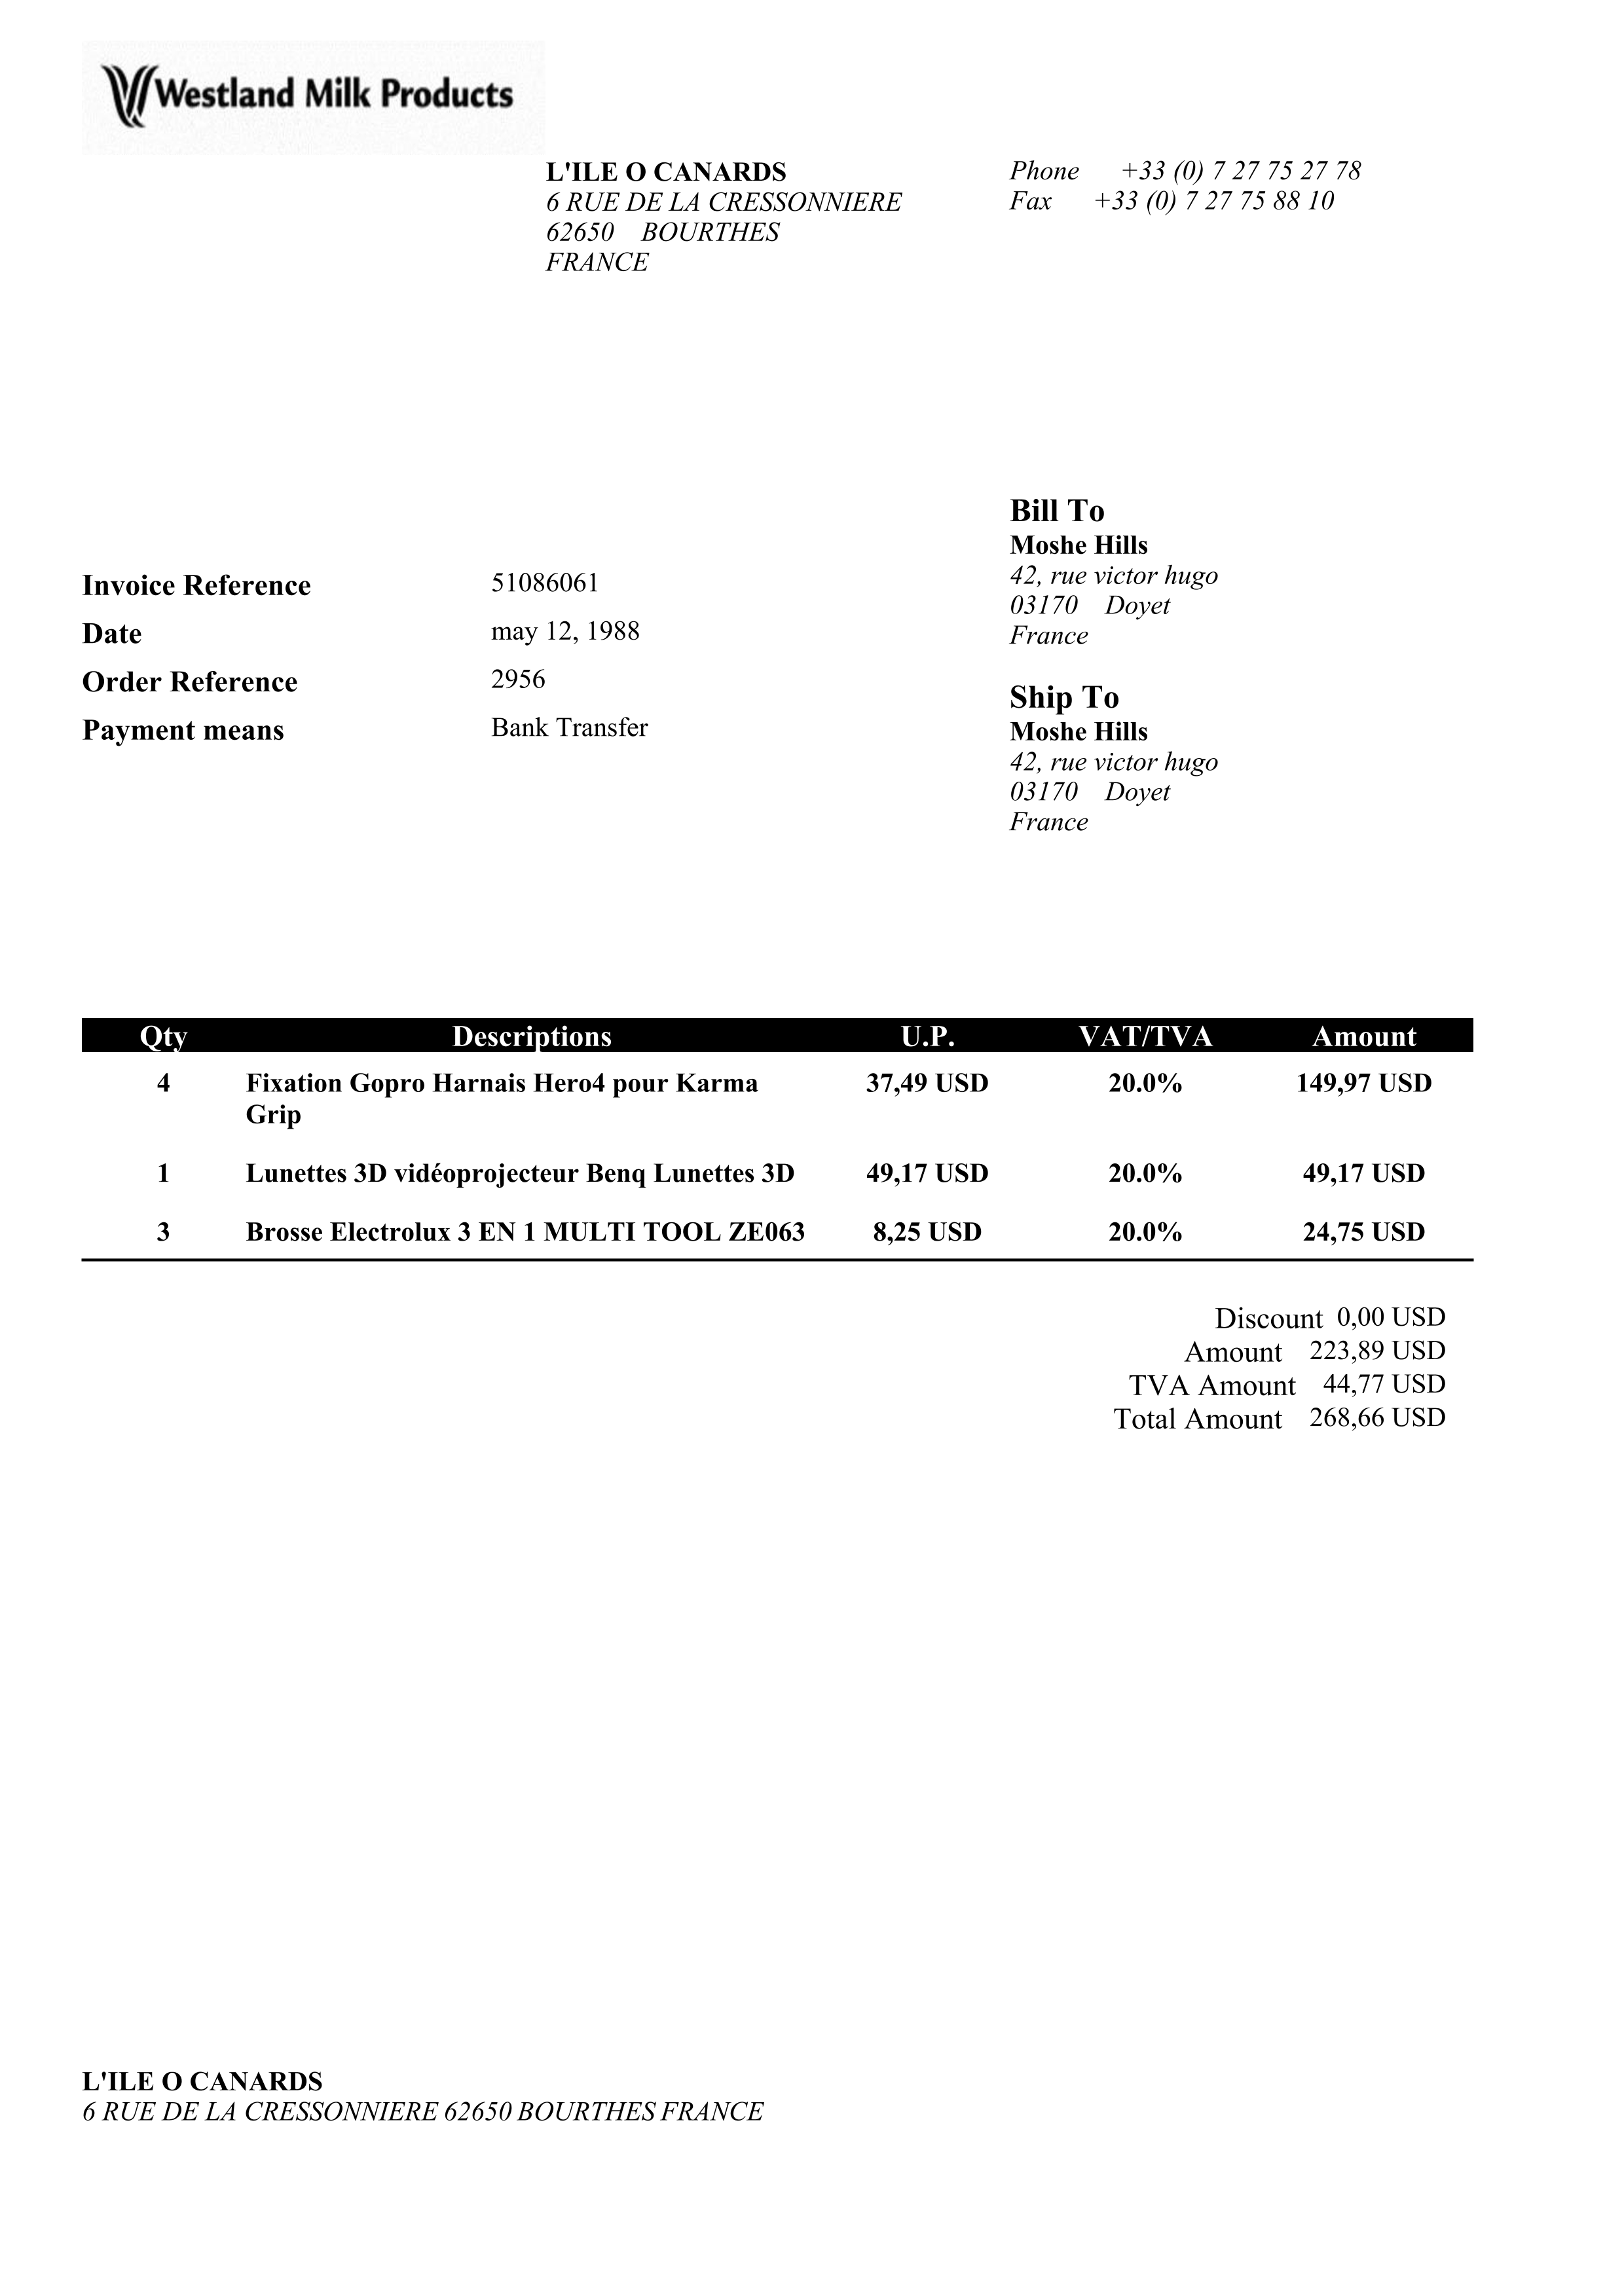 Westland Milk Products
L'ILE O CANARDS
6 RUE DE LA CRESSONNIERE
62650 BOURTHES
FRANCE
Phone +33 (0) 7 27 75 27 78
Fax +33 (0) 7 27 75 88 10
Invoice Reference 51086061
Date may 12, 1988
Order Reference 2956
Payment means Bank Transfer
Bill To
Moshe Hills
42, rue victor hugo
03170 Doyet
France
Ship To
Moshe Hills
42, rue victor hugo
03170 Doyet
France
Qty Descriptions U.P. VAT/TVA Amount
4 Fixation Gopro Harnais Hero4 pour Karma 37,49 USD 20.0% 149,97 USD
Grip
1 Lunettes 3D vidéoprojecteur Benq Lunettes 3D 49,17 USD 20.0% 49,17 USD
3 Brosse Electrolux 3 EN 1 MULTI TOOL ZE063 8,25 USD 20.0% 24,75 USD
Discount 0,00 USD
Amount 223,89 USD
TVA Amount 44,77 USD
Total Amount 268,66 USD
L'ILE O CANARDS
6 RUE DE LA CRESSONNIERE 62650 BOURTHES FRANCE